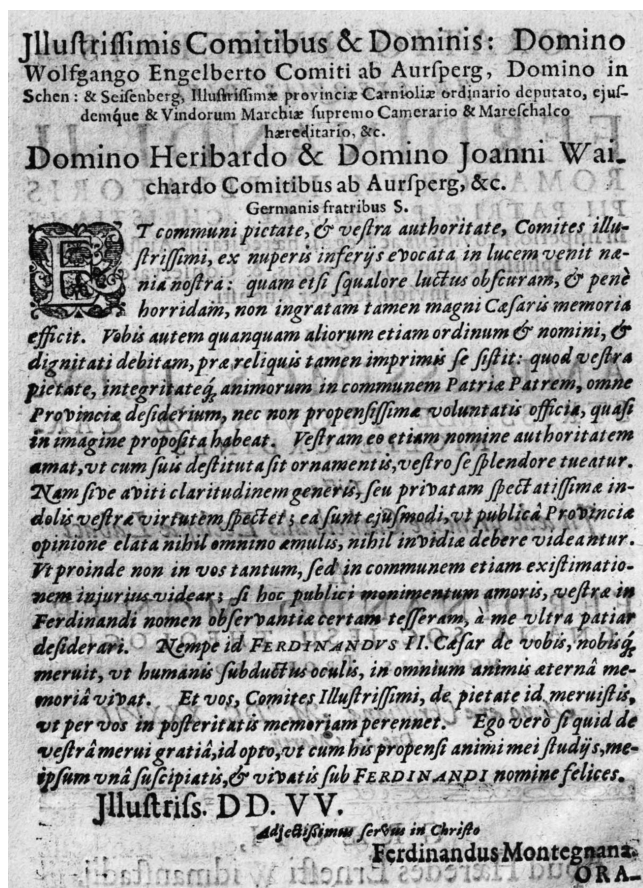 Jlluſtriſſimis Comitibus & Dominis: Domino
Wolfgango Engelberto Comiti ab Aurſperg, Domino in
Schen: & Seiſenberg, Illuſtriſſimæ provinciæ Carnioliæ ordinario deputato, ejuſ-
demq́ue & Vindorum Marchiæ ſupremo Camerario & Mareſchalco
hæreditario, &c.
Domino Heribardo & Domino Joanni Wai-
chardo Comitibus ab Aurſperg, &c.
Germanis fratribus S.
ET communi pietate, & veſtra authoritate, Comites illu-
ſtriſſimi, ex nuperis inferijs evocata in lucem venit næ-
nia noſtra: quam etſi ſqualore luctus obſcuram, & penè
horridam, non ingratam tamen magni Cæſaris memoria
efficit. Vobis autem quanquam aliorum etiam ordinum & nomini, &
dignitati debitam, præ reliquis tamen imprimis ſe ſiſtit: quod veſtra
pietate, integritateq́; animorum in communem Patriæ Patrem, omne
Provinciæ deſiderium, nec non propenſiſſimæ voluntatis officia, quaſi
in imagine propoſita habeat. Veſtram eo etiam nomine authoritatem
amat, vt cum ſuis deſtituta ſit ornamentis, veſtro ſe ſplendore tueatur.
Nam ſive aviti claritudinem generis, ſeu privatam ſpectatiſſimæ in-
dolis veſtræ virtutem ſpectet; ea ſunt ejuſmodi, vt publicâ Provinciæ
opinione elata nihil omnino æmulis, nihil invidiæ debere videantur.
Vt proinde non in vos tantum, ſed in communem etiam exiſtimatio-
nem injurius videar; ſi hoc publici monimentum amoris, veſtræ in
Ferdinandi nomen obſervantiæ certam teſſeram, à me vltra patiar
deſiderari. Nempe id FERDINANDVS II. Cæſar de vobis, nobisq́;
meruit, vt humanis ſubductus oculis, in omnium animis æternâ me-
moriâ vivat. Et vos, Comites Illuſtriſſimi, de pietate id meruiſtis,
vt per vos in poſteritatis memoriam perennet. Ego verò ſi quid de
veſtrâ merui gratiâ, id opto, vt cum his propenſi animi mei ſtudijs, me-
ipſum vnâ ſuſcipiatis, & vivatis ſub FERDINANDI nomine felices.
Jlluſtriſs. DD. VV.
Adjectiſſimus ſervus in Chriſto
Ferdinandus Montegnana.
ORA-